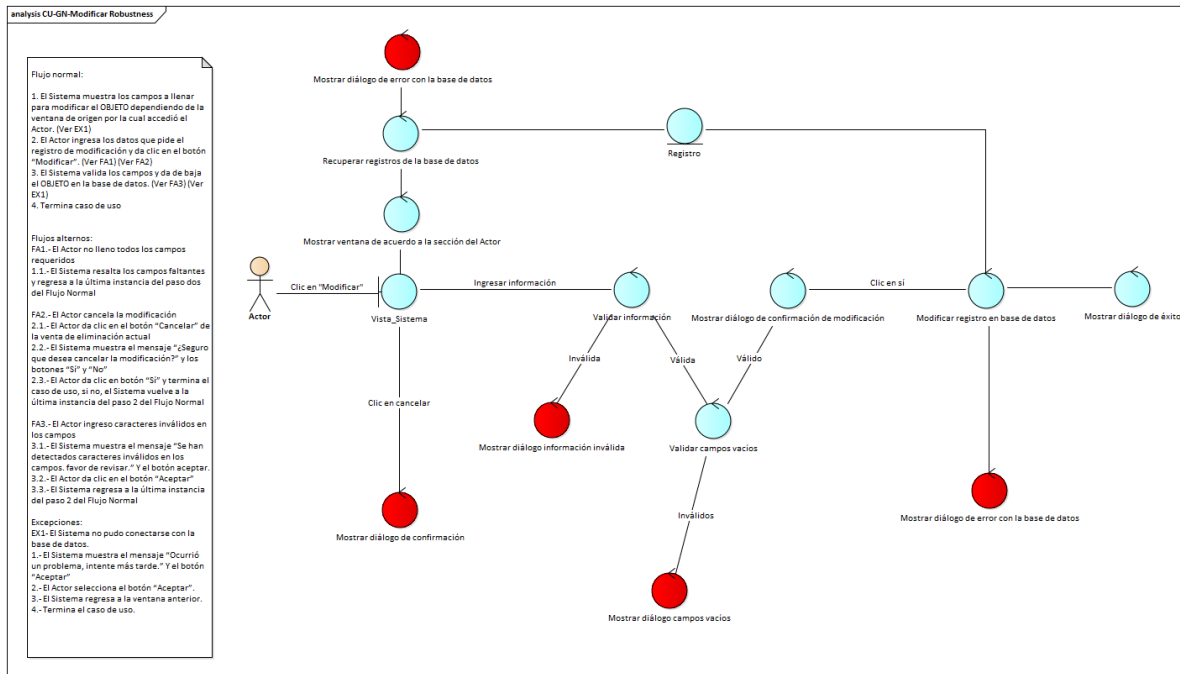 analysis CU-GN-Modificar Robustness
Flujo normal:
1. El Sistema muestra los campos a llenar
para modificar el OBJETO dependiendo de la
ventana de origen por la cual accedió el
Actor. (Ver EX1)
2. El Actor ingresa los datos que pide el
registro de modificación y da clic en el botón
“Modificar”. (Ver FA1) (Ver FA2)
3. El Sistema valida los campos y da de baja
el OBJETO en la base de datos. (Ver FA3) (Ver
EX1)
4. Termina caso de uso
Flujos alternos:
FA1.- El Actor no lleno todos los campos
requeridos
1.1.- El Sistema resalta los campos faltantes
y regresa a la última instancia del paso dos
del Flujo Normal
FA2.- El Actor cancela la modificación
2.1.- El Actor da clic en el botón “Cancelar” de
la venta de eliminación actual
2.2.- El Sistema muestra el mensaje “¿Seguro
que desea cancelar la modificación?” y los
botones “Sí” y “No”
2.3.- El Actor da clic en botón “Sí” y termina el
caso de uso, si no, el Sistema vuelve a la
última instancia del paso 2 del Flujo Normal
FA3.- El Actor ingreso caracteres inválidos en
los campos
3.1.- El Sistema muestra el mensaje “Se han
detectados caracteres inválidos en los
campos. favor de revisar.” Y el botón aceptar.
3.2.- El Actor da clic en el botón “Aceptar”
3.3.- El Sistema regresa a la última instancia
del paso 2 del Flujo Normal
Excepciones:
EX1- El Sistema no pudo conectarse con la
base de datos.
1.- El Sistema muestra el mensaje “Ocurrió
un problema, intente más tarde.” Y el botón
“Aceptar”
2.- El Actor selecciona el botón “Aceptar”.
3.- El Sistema regresa a la ventana anterior.
4.- Termina el caso de uso.
Mostrar diálogo de error con la base de datos
Recuperar registros de la base de datos
Registro
Mostrar ventana de acuerdo a la sección del Actor
Actor
Clic en "Modificar"
Vista_Sistema
Ingresar información
Validar información
Mostrar diálogo de confirmación de modificación
Clic en sí
Modificar registro en base de datos
Mostrar diálogo de éxito
Inválida
Válida
Válido
Clic en cancelar
Mostrar diálogo información inválida
Validar campos vacíos
Inválidos
Mostrar diálogo de confirmación
Mostrar diálogo de error con la base de datos
Mostrar diálogo campos vacíos